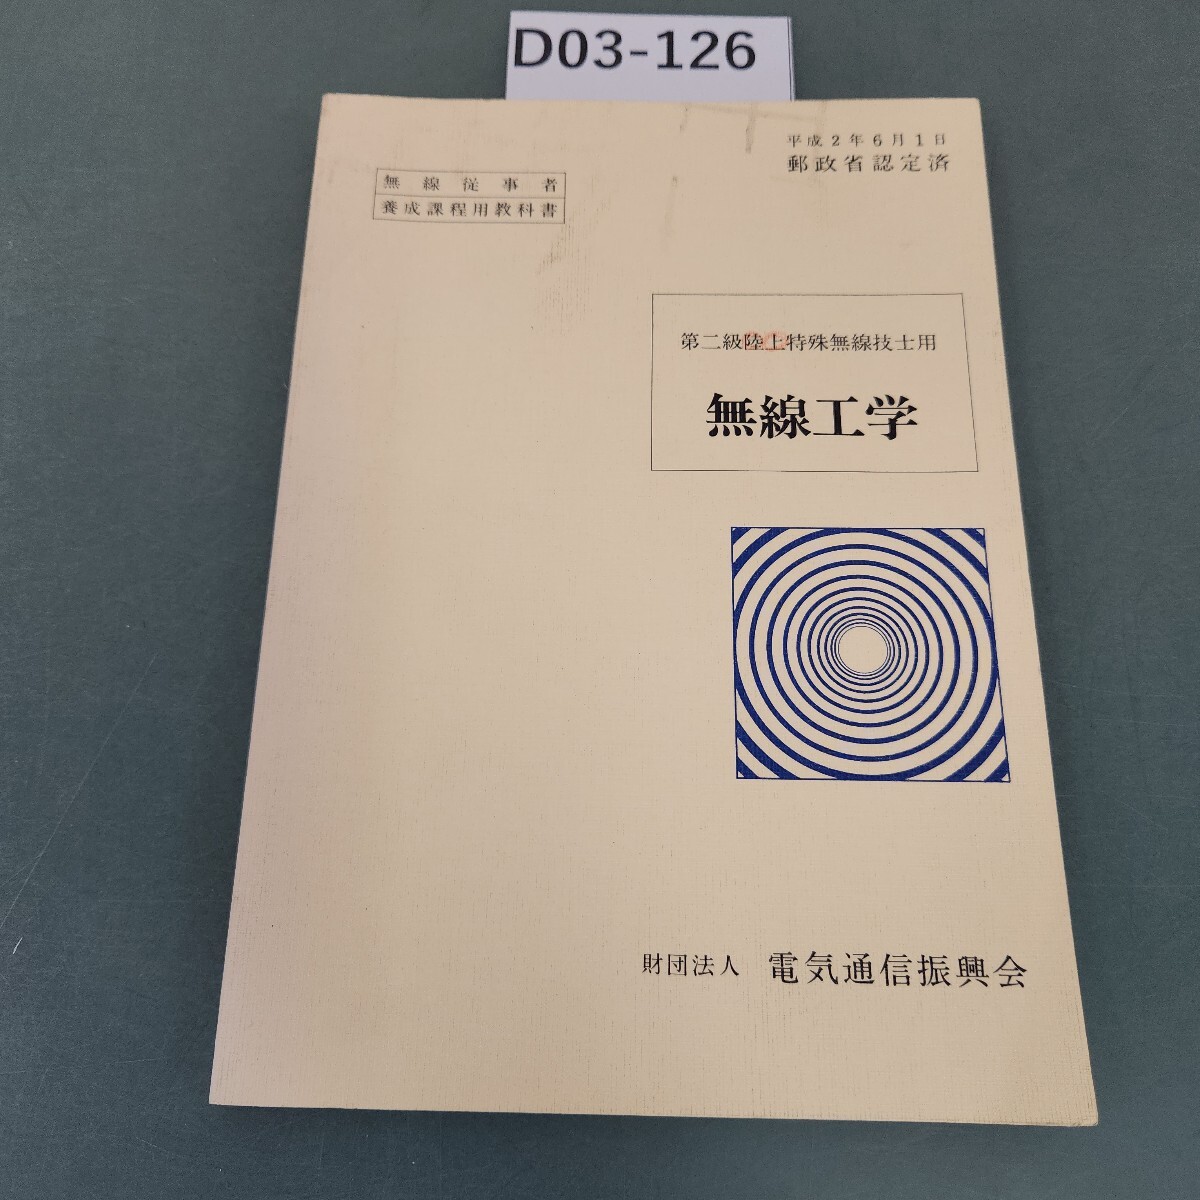 D03-126
平成2年6月1日
郵政省認定済
無線従事者
養成課程用教科書
第二級陸上特殊無線技士用
無線工学
財団法人 電気通信振興会